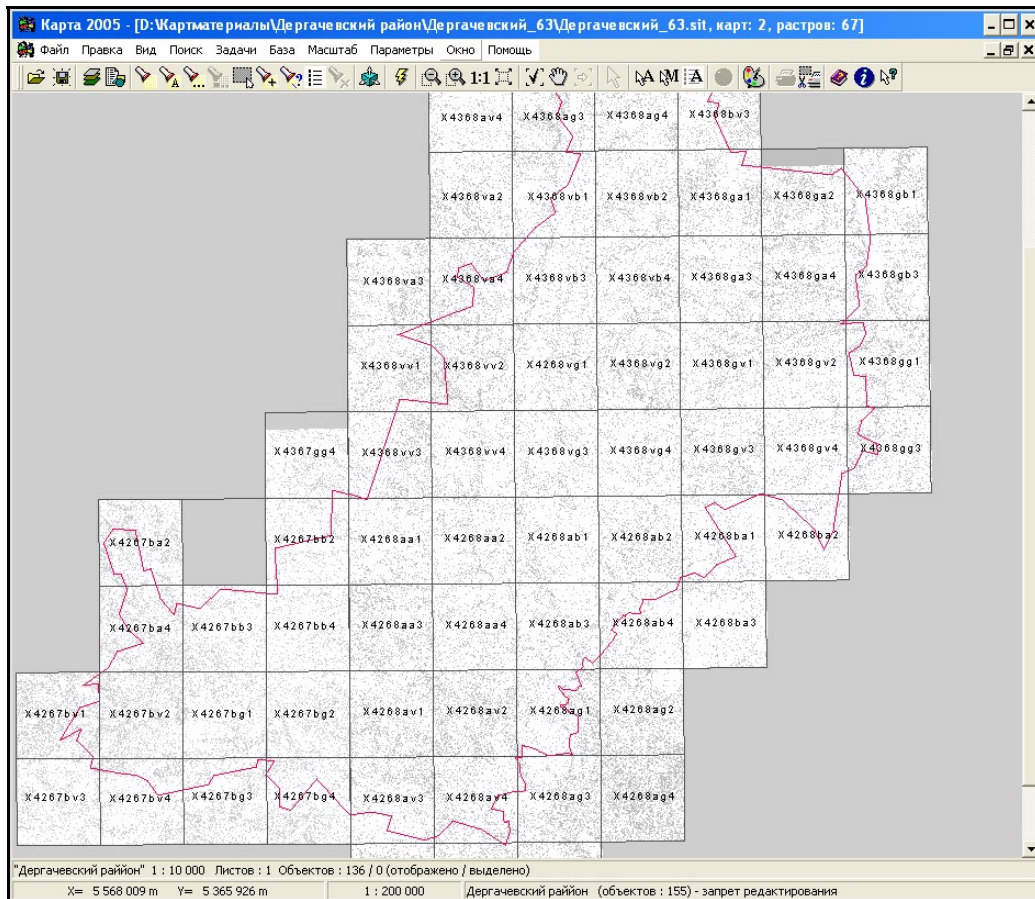 Карта 2005 - [D:\Картматериалы\Дергачевский район\Дергачевский_63\Дергачевский_63.sit, карт: 2, растров: 67]
Файл Правка Вид Поиск Задачи База Масштаб Параметры Окно Помощь
1:1 A M A
X4368av4 X4368ag3 X4368ag4 X4368bv3
X4368va2 X4368vb1 X4368vb2 X4368ga1 X4368ga2 X4368gb1
X4368va3 X4368va4 X4368vb3 X4368vb4 X4368ga3 X4368ga4 X4368gb3
X4368vv1 X4368vv2 X4268vg1 X4368vg2 X4368gv1 X4368gv2 X4368gg1
X4367gg4 X4368vv3 X4368vv4 X4368vg3 X4368vg4 X4368gv3 X4368gv4 X4368gg3
X4267ba2 X4267bb2 X4268aa1 X4268aa2 X4268ab1 X4268ab2 X4268ba1 X4268ba2
X4267ba4 X4267bb3 X4267bb4 X4268aa3 X4268aa4 X4268ab3 X4268ab4 X4268ba3
X4267bv1 X4267bv2 X4267bg1 X4267bg2 X4268av1 X4268av2 X4268ag1 X4268ag2
X4267bv3 X4267bv4 X4267bg3 X4267bg4 X4268av3 X4268av4 X4268ag3 X4268ag4
"Дергачевский раййон" 1 : 10 000 Листов : 1 Объектов : 136 / 0 (отображено / выделено)
X= 5 568 009 m Y= 5 365 926 m 1 : 200 000 Дергачевский раййон (объектов : 155) - запрет редактирования